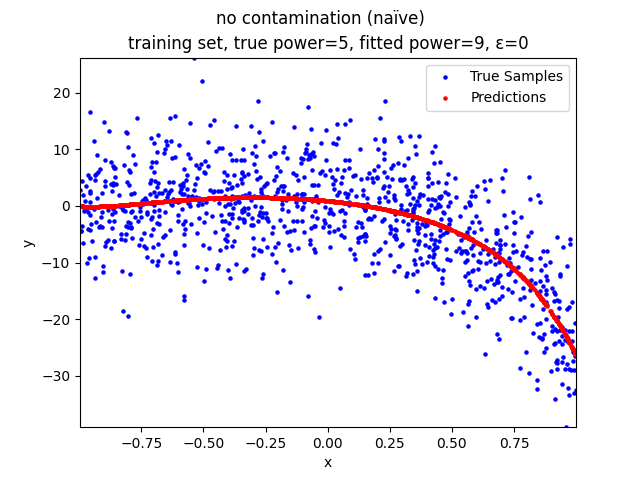 no contamination (naïve)
training set, true power=5, fitted power=9, ε=0
True Samples
Predictions
20
10
0
−10
−20
−30
y
−0.75
−0.50
−0.25
0.00
0.25
0.50
0.75
x